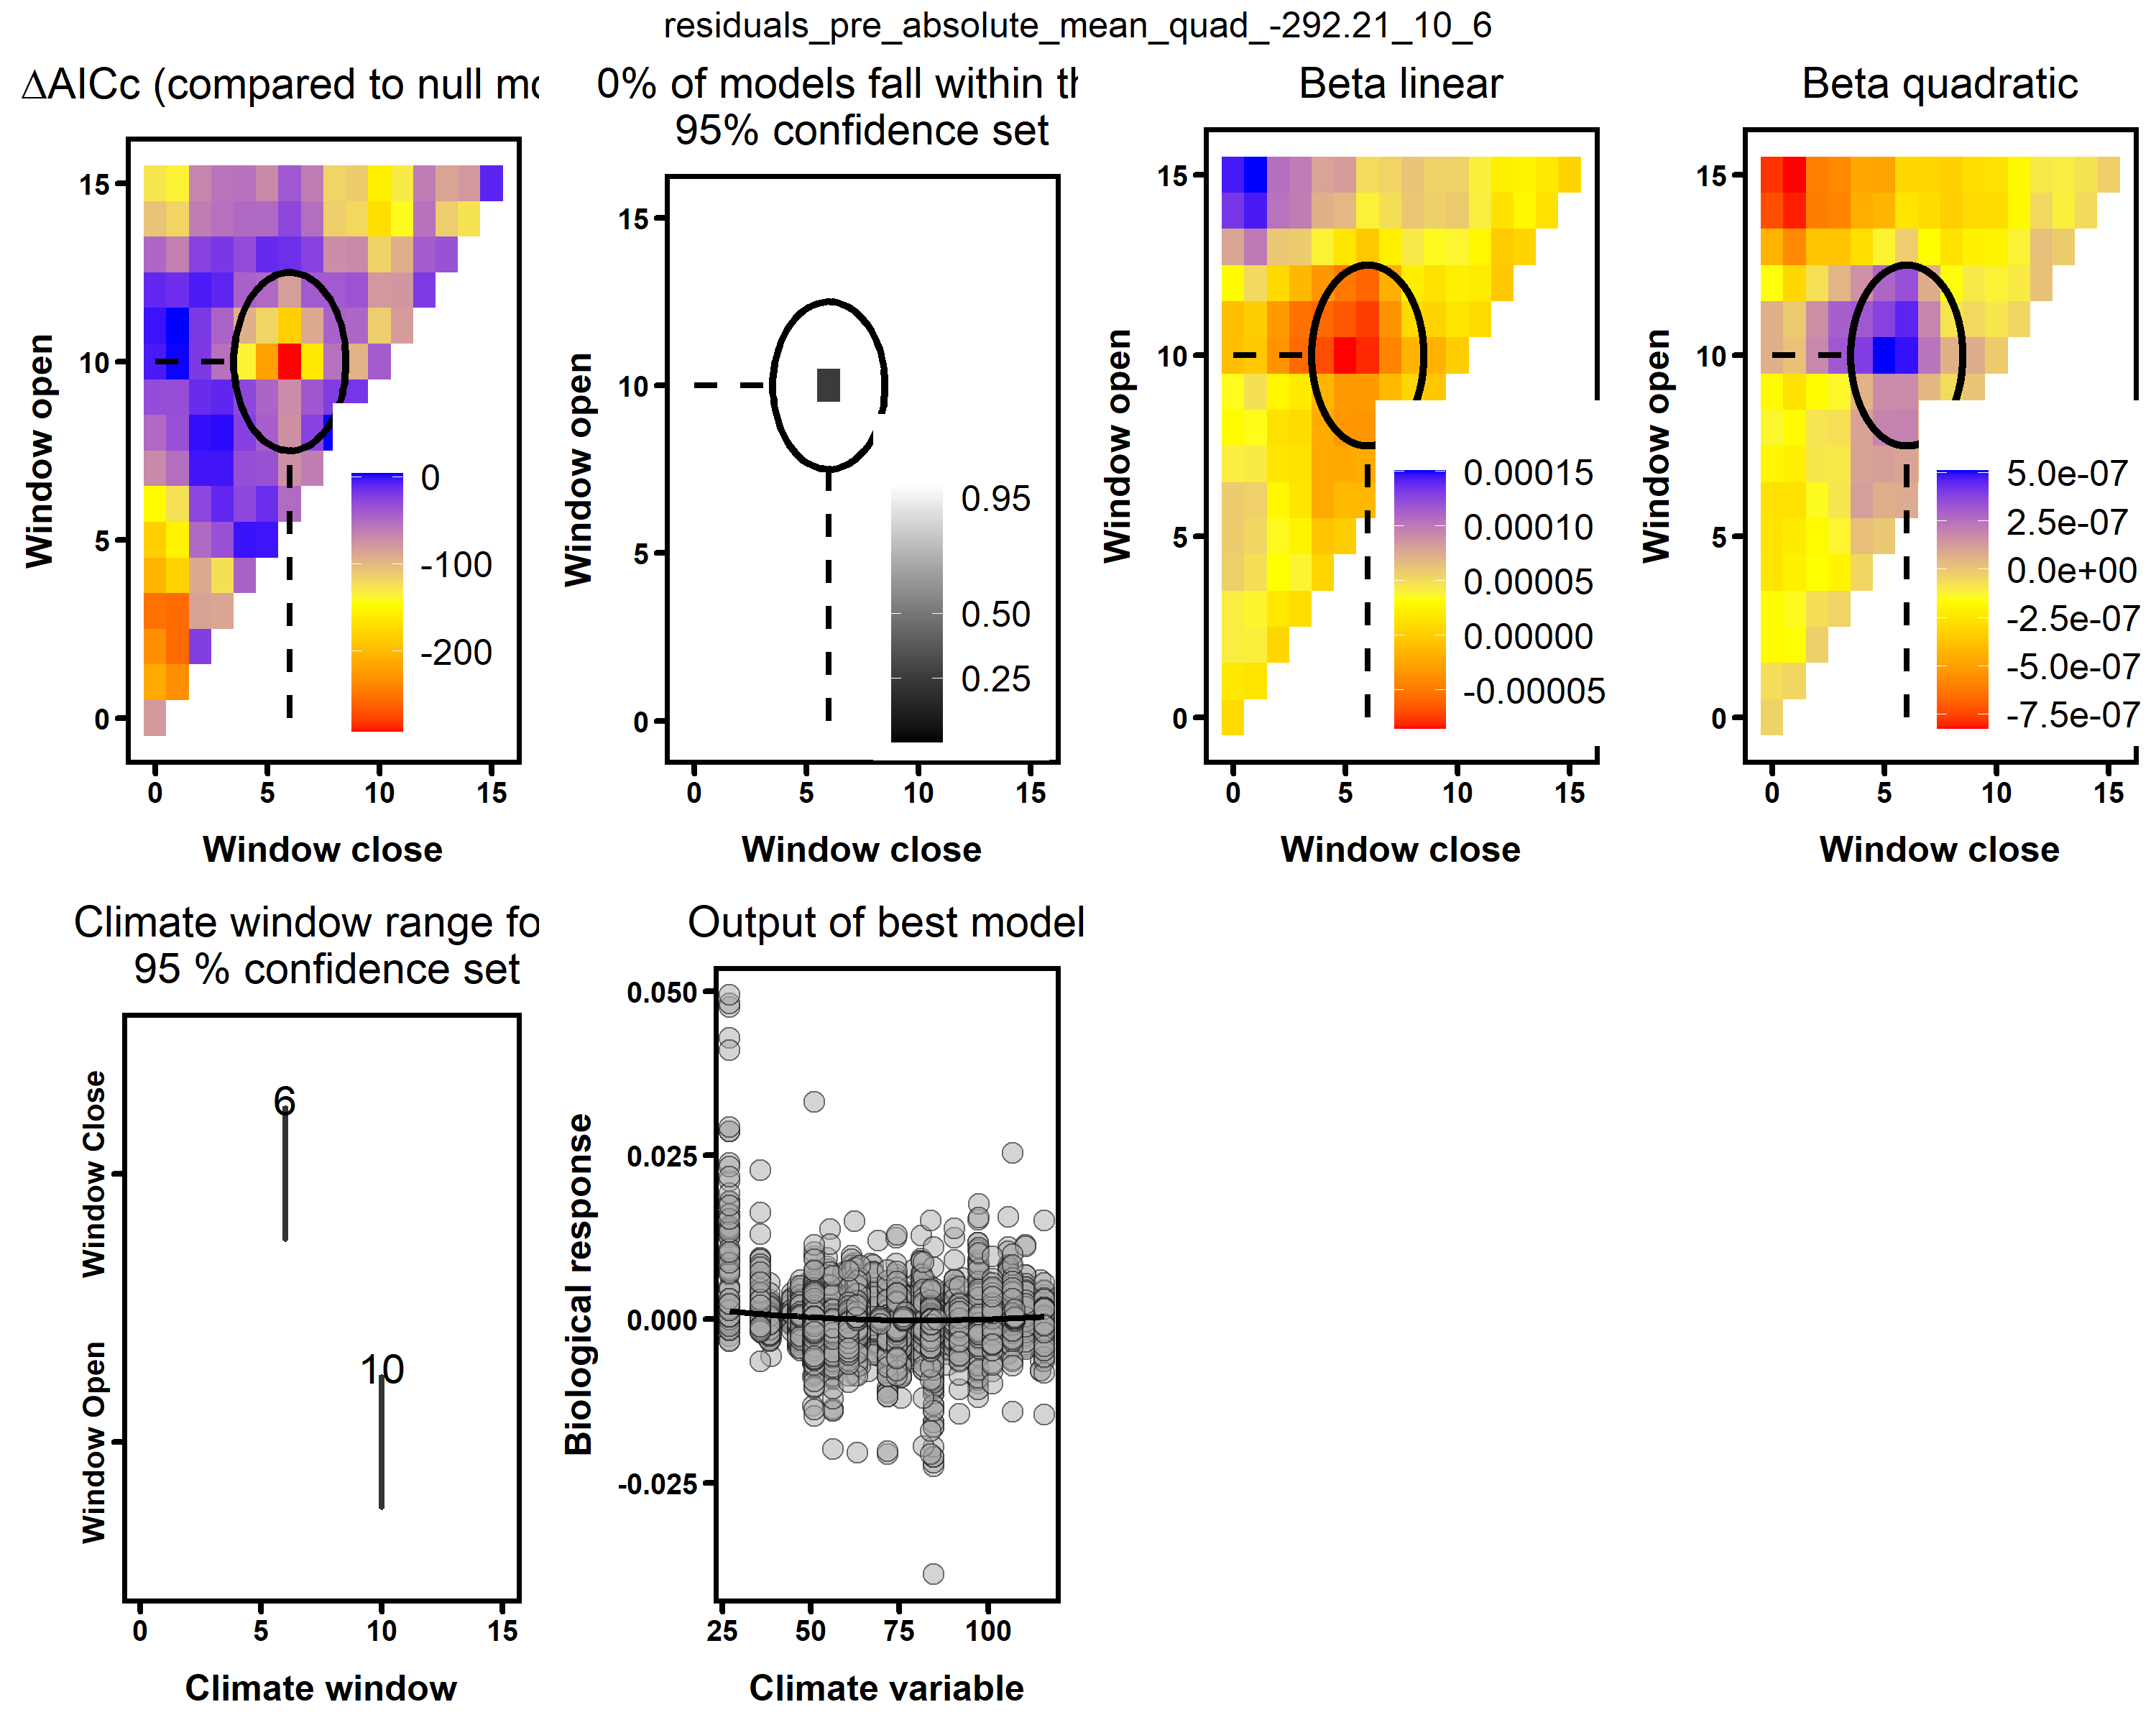 residuals_pre_absolute_mean_quad_-292.21_10_6
ΔAICc (compared to null mo
Window open
15
10
5
0
0
-100
-200
0 5 10 15
Window close
0% of models fall within th
95% confidence set
Window open
15
10
5
0
0.95
0.50
0.25
0 5 10 15
Window close
Beta linear
Window open
15
10
5
0
0.00015
0.00010
0.00005
0.00000
-0.00005
0 5 10 15
Window close
Beta quadratic
Window open
15
10
5
0
5.0e-07
2.5e-07
0.0e+00
-2.5e-07
-5.0e-07
-7.5e-07
0 5 10 15
Window close
Climate window range fo
95 % confidence set
Window Close
Window Open
6
10
0 5 10 15
Climate window
Output of best model
Biological response
0.050
0.025
0.000
-0.025
25 50 75 100
Climate variable